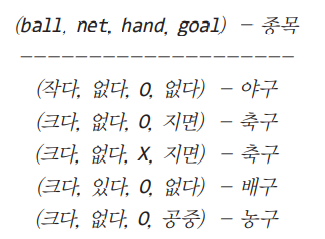 (ball, net, hand, goal) - 종목
--------------------
(작다, 없다, O, 없다) - 야구
(크다, 없다, O, 지면) - 축구
(크다, 없다, X, 지면) - 축구
(크다, 있다, O, 없다) - 배구
(크다, 없다, O, 공중) - 농구